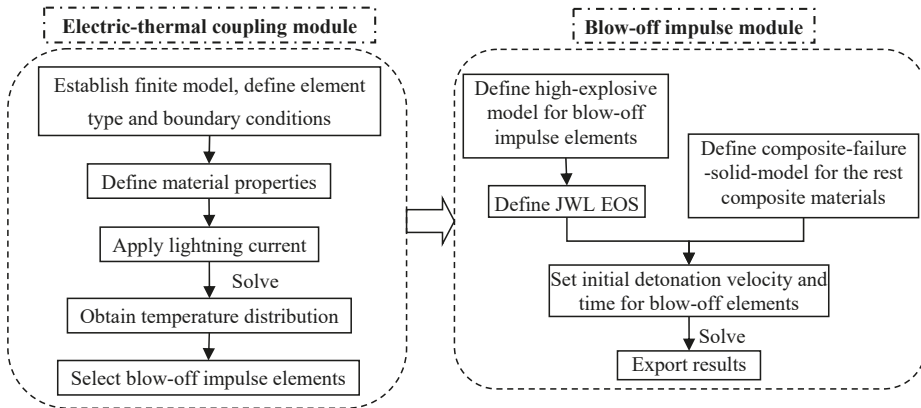 Electric-thermal coupling module
Establish finite model, define element
type and boundary conditions
Define material properties
Apply lightning current
Solve
Obtain temperature distribution
Select blow-off impulse elements
Blow-off impulse module
Define high-explosive
model for blow-off
impulse elements
Define JWL EOS
Define composite-failure
-solid-model for the rest
composite materials
Set initial detonation velocity and
time for blow-off elements
Solve
Export results